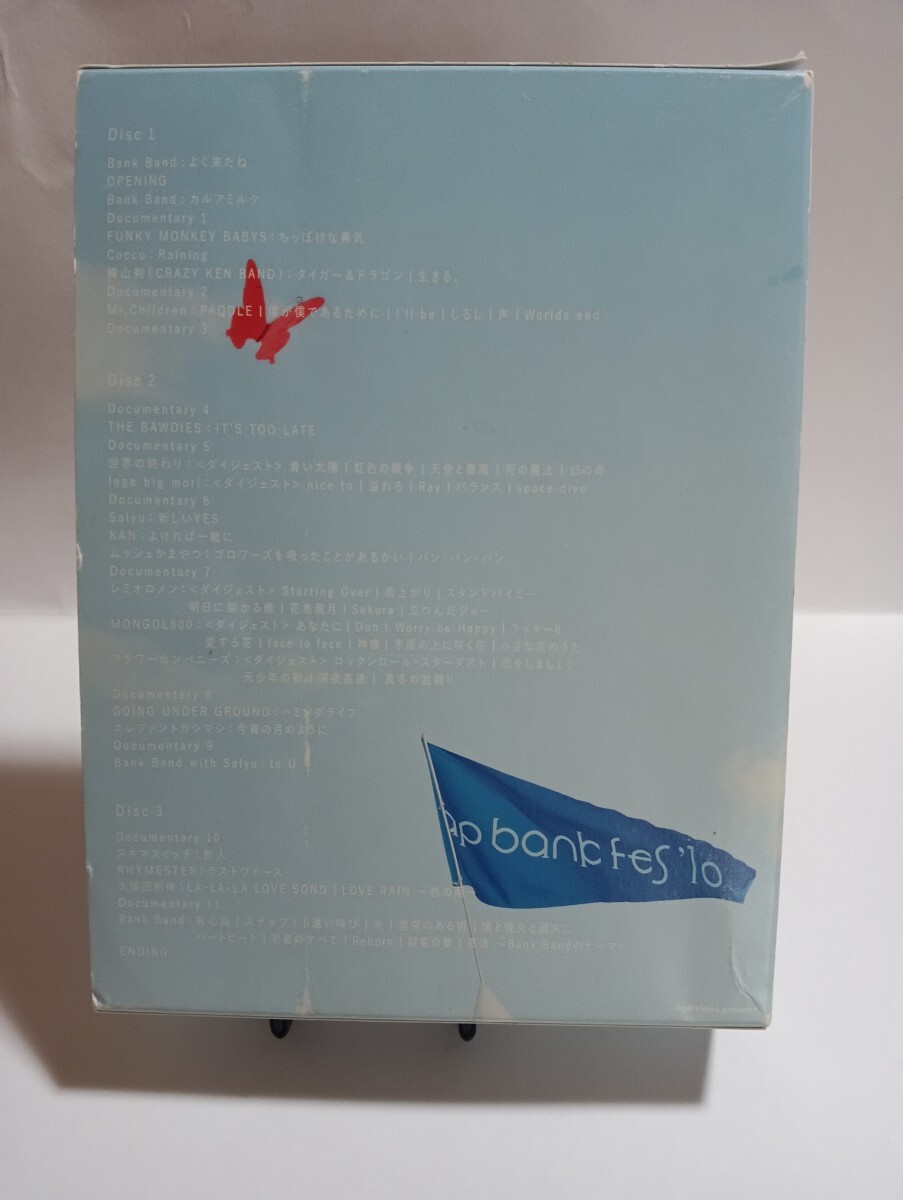 Disc 1
Bank Band:よく来たね
OPENING
Bank Band:カルアミルク
Documentary 1
FUNKY MONKEY BABYS:ちっぽけな勇気
Cocco:Raining
横山剣(CRAZY KEN BAND):タイガー&ドラゴン|生きる。
Documentary 2
Mr.Children:PADDLE|僕が僕であるために|I'll be|しるし|声|Worlds end
Documentary 3
Disc 2
Documentary 4
THE BAWDIES:IT'S TOO LATE
Documentary 5
世界の終わり:<ダイジェスト> 青い太陽|虹色の戦争|天使と悪魔|死の魔法|幻の命
lego big morl:<ダイジェスト> nice to|溢れる|Ray|バランス|space dive
Documentary 6
Salyu:新しいYES
KAN:よければ一緒に
ムッシュかまやつ:ゴロワーズを吸ったことがあるかい|バン・バン・バン
Documentary 7
レミオロメン:<ダイジェスト> Starting Over|雨上がり|スタンドバイミー
明日に架かる橋|花鳥風月|Sakura|立つんだジョー
MONGOL800:<ダイジェスト> あなたに|Don't Worry be Happy|ラッキー8
愛する花|face to face|神様|矛盾の上に咲く花|小さな恋のうた
フラワーカンパニーズ:<ダイジェスト> ロックンロール・スターダスト|恋をしましょう
元少年の歌|深夜高速|真冬の盆踊り
Documentary 8
GOING UNDER GROUND:ハミングライフ
エレファントカシマシ:今宵の月のように
Documentary 9
Bank Band with Salyu:to U
Disc 3
Documentary 10
スキマスイッチ:奏
RHYMESTER:ラストヴァース
久保田利伸:LA・LA・LA LOVE SONG|LOVE RAIN ~恋の雨~
Documentary 11
Bank Band:有心論|スナップ!|遠い叫び|糸|煙突のある街|僕と彼女と週末に
ハートビート|若者のすべて|Reborn|歓喜の歌| ~Bank Bandのテーマ~
ENDING
ap bank fes '10